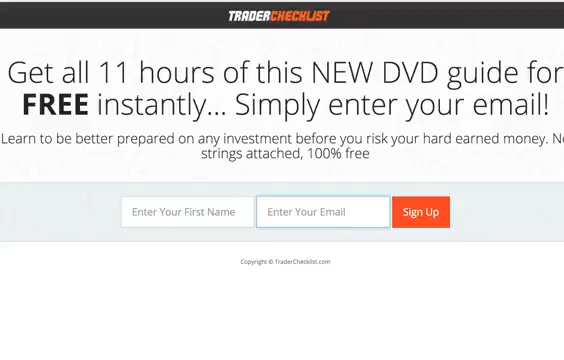 TRADERCHECKLIST
Get all 11 hours of this NEW DVD guide for
FREE instantly... Simply enter your email!
Learn to be better prepared on any investment before you risk your hard earned money.
strings attached, 100% free
Enter Your First Name
Enter Your Email
Sign Up
Copyright © TraderChecklist.com